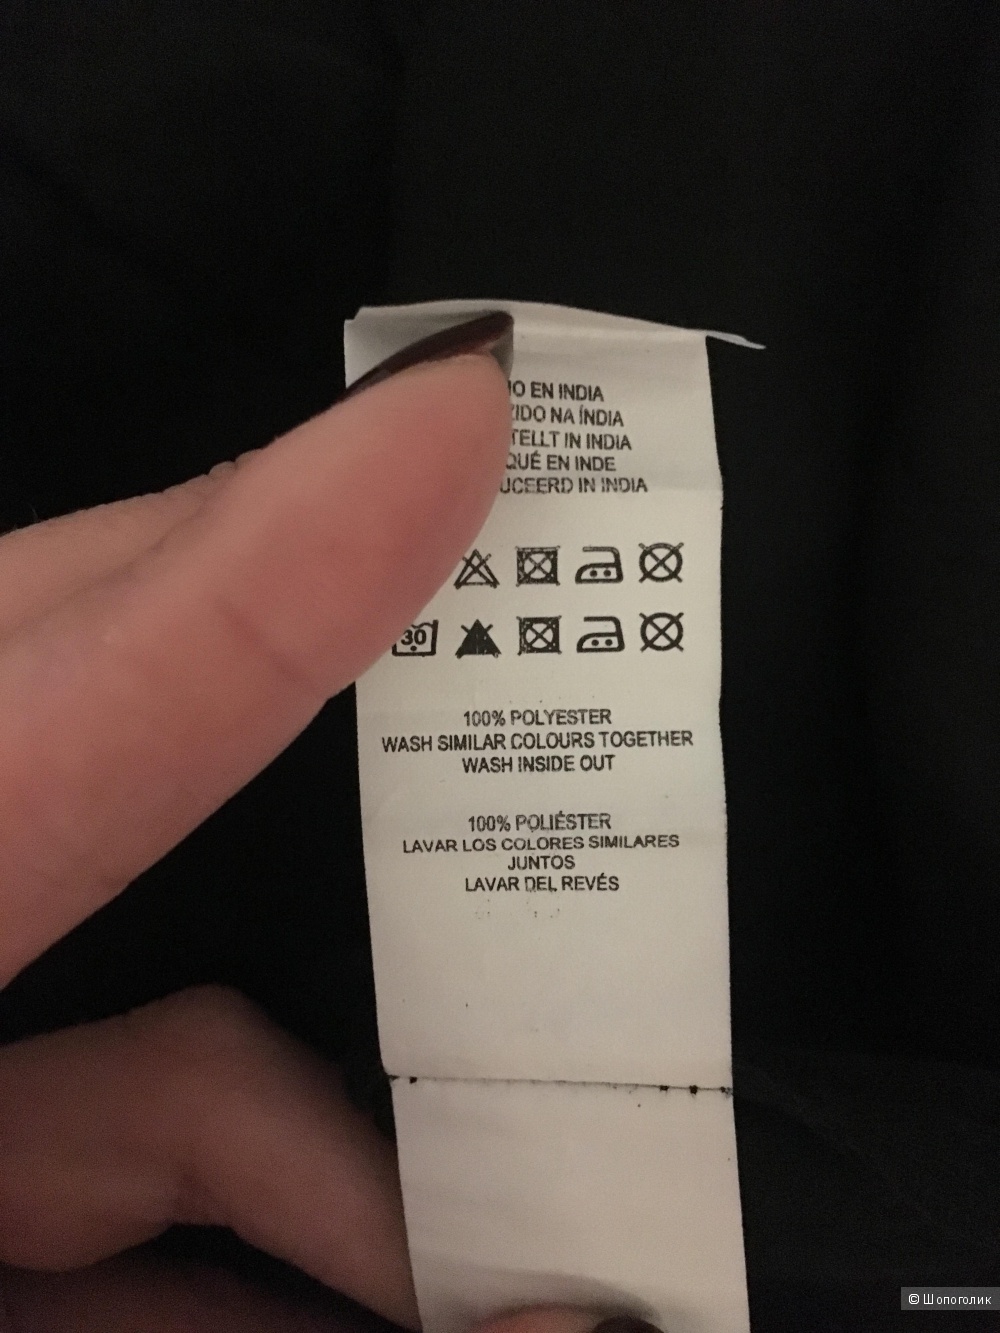 EN INDIA
NA ÍNDIA
IN INDIA
EN INDE
IN INDIA
30
100% POLYESTER
WASH SIMILAR COLOURS TOGETHER
WASH INSIDE OUT
100% POLIÉSTER
LAVAR LOS COLORES SIMILARES
JUNTOS
LAVAR DEL REVÉS
© Шопоголик